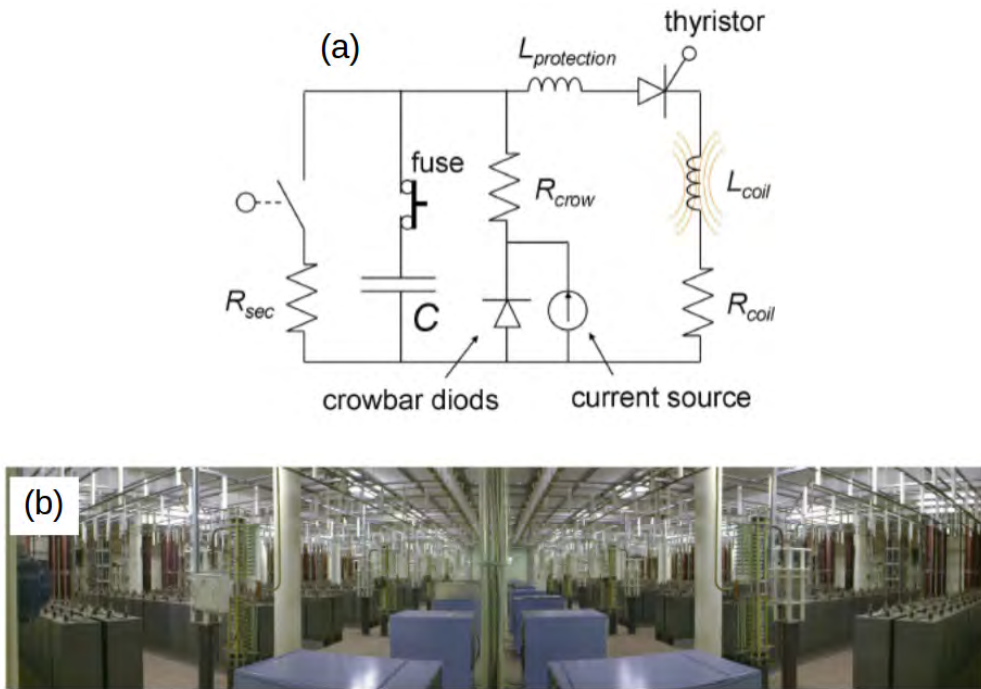 (a)
thyristor
L_protection
fuse
R_crow
L_coil
R_sec
C
R_coil
crowbar diods
current source
(b)